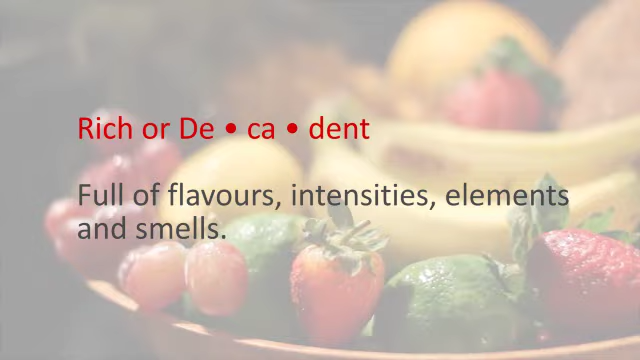 Rich or De • ca • dent
Full of flavours, intensities, elements
and smells.